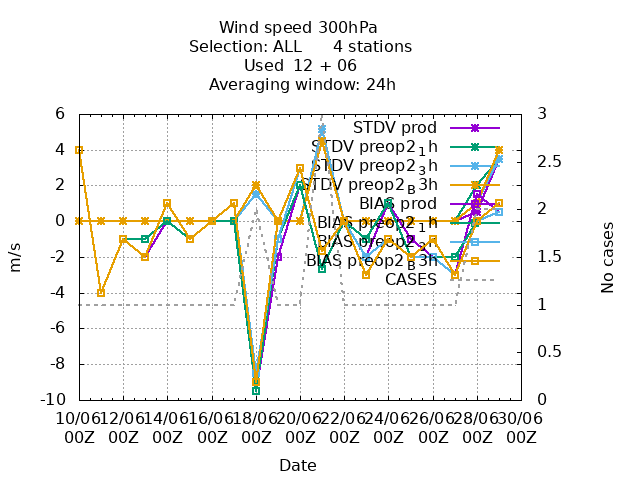 Wind speed 300hPa
Selection: ALL 4 stations
Used 12 + 06
Averaging window: 24h
6
4
2
0
-2
-4
-6
-8
-10
3
2.5
2
1.5
1
0.5
0
m/s
No cases
STDV prod
STDV preop2_1h
STDV preop2_3h
STDV preop2_B3h
BIAS prod
BIAS preop2_1h
BIAS preop2_3h
BIAS preop2_B3h
CASES
10/06 12/06 14/06 16/06 18/06 20/06 22/06 24/06 26/06 28/06 30/06
00Z 00Z 00Z 00Z 00Z 00Z 00Z 00Z 00Z 00Z 00Z
Date